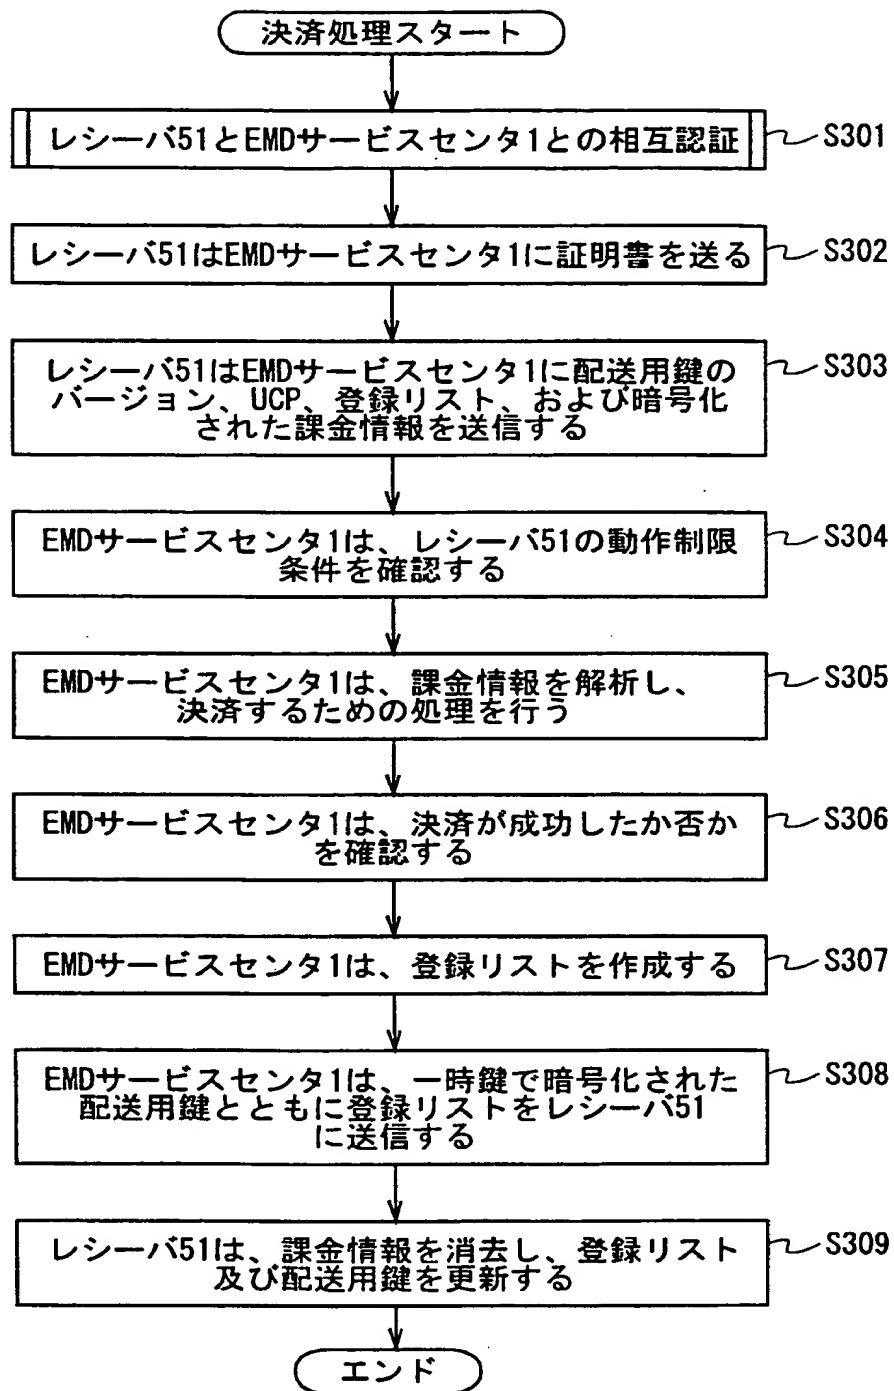 決済処理スタート
レシーバ51とEMDサービスセンタ1との相互認証
S301
レシーバ51はEMDサービスセンタ1に証明書を送る
S302
レシーバ51はEMDサービスセンタ1に配送用鍵の
バージョン、UCP、登録リスト、および暗号化
された課金情報を送信する
S303
EMDサービスセンタ1は、レシーバ51の動作制限
条件を確認する
S304
EMDサービスセンタ1は、課金情報を解析し、
決済するための処理を行う
S305
EMDサービスセンタ1は、決済が成功したか否か
を確認する
S306
EMDサービスセンタ1は、登録リストを作成する
S307
EMDサービスセンタ1は、一時鍵で暗号化された
配送用鍵とともに登録リストをレシーバ51
に送信する
S308
レシーバ51は、課金情報を消去し、登録リスト
及び配送用鍵を更新する
S309
エンド